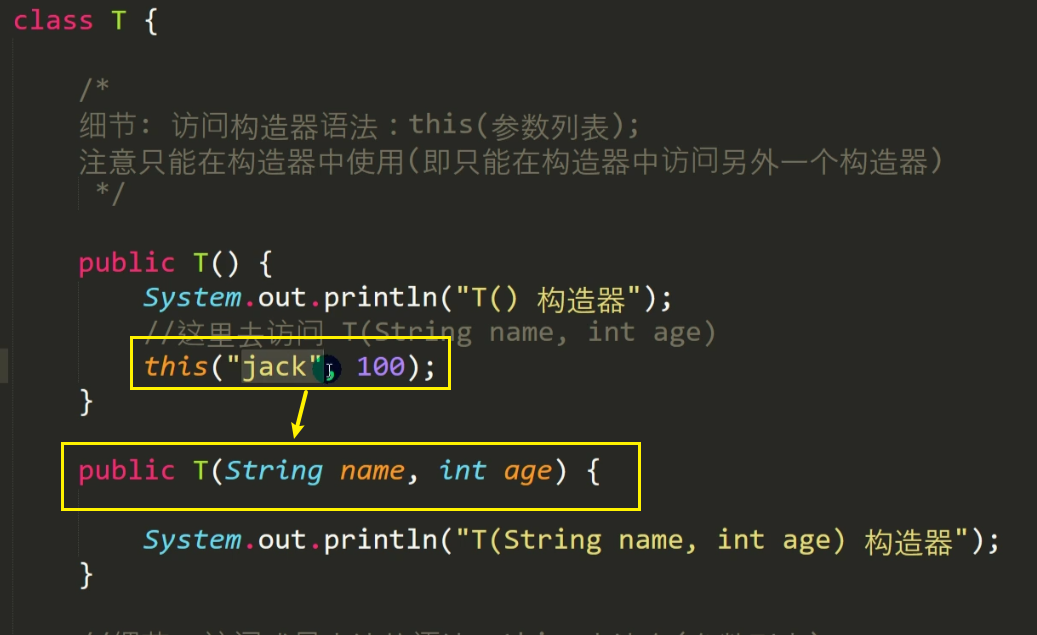 class T {
/*
细节: 访问构造器语法:this(参数列表);
注意只能在构造器中使用(即只能在构造器中访问另外一个构造器)
*/
public T() {
System.out.println("T() 构造器");
//这里去访问 T(String name, int age)
this("jack", 100);
}
public T(String name, int age) {
System.out.println("T(String name, int age) 构造器");
}